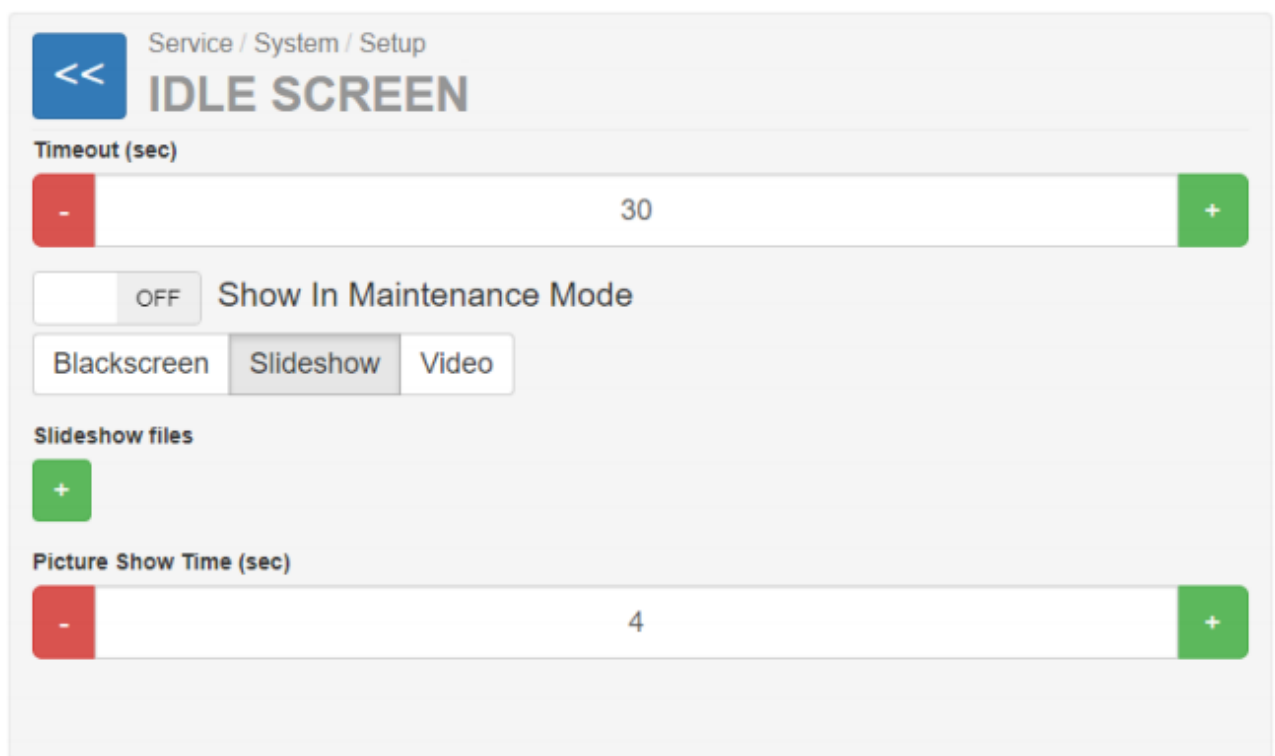 << Service / System / Setup
IDLE SCREEN
Timeout (sec)
- 30 +
OFF Show In Maintenance Mode
Blackscreen Slideshow Video
Slideshow files
+
Picture Show Time (sec)
- 4 +